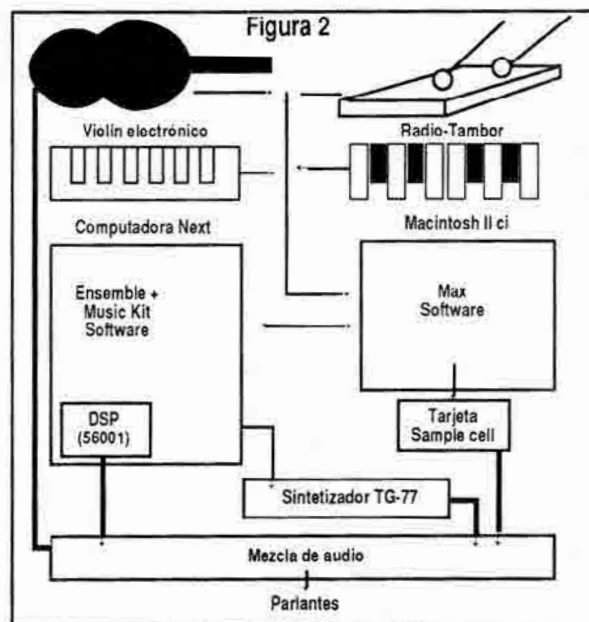 Figura 2
Violín electrónico
Radio-Tambor
Computadora Next
Macintosh II ci
Ensemble +
Music Kit
Software
Max
Software
DSP
(56001)
Tarjeta
Sample cell
Sintetizador TG-77
Mezcla de audio
Parlantes